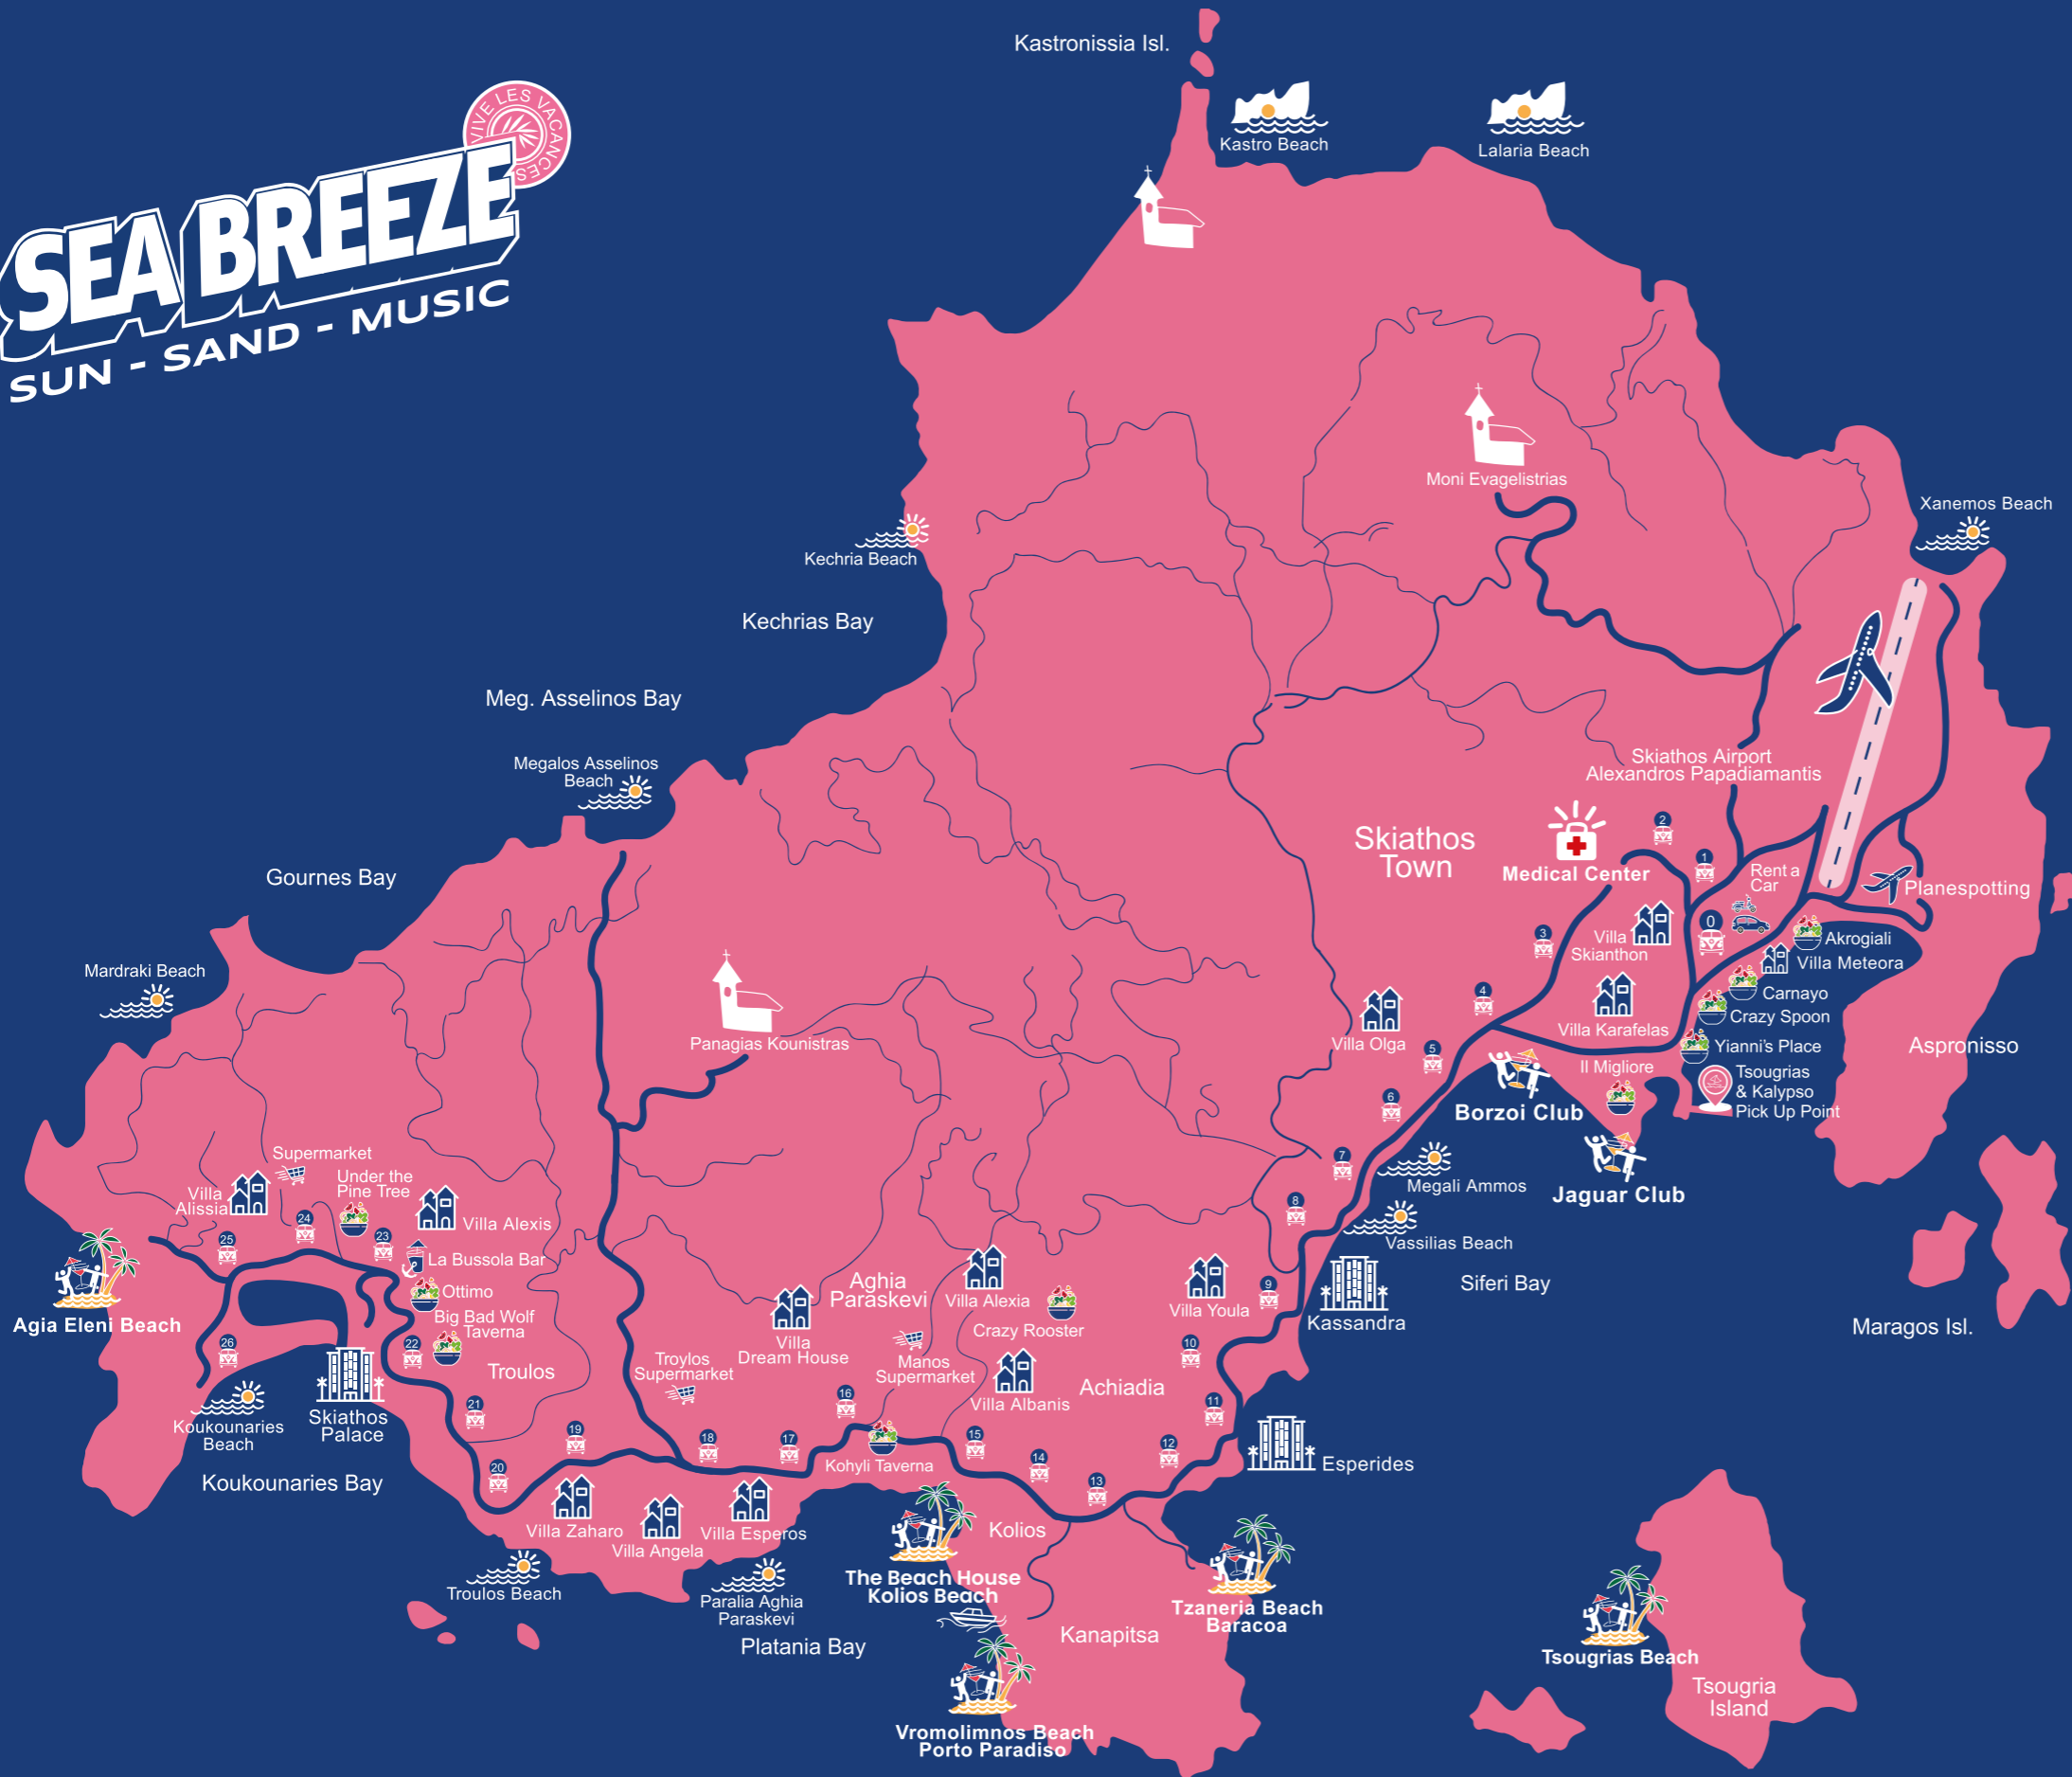 Kastronissia Isl.
VIVE LES VACANCES
SEA BREEZE
SUN - SAND - MUSIC
Kastro Beach
Lalaria Beach
Moni Evagelistrias
Xanemos Beach
Kechria Beach
Kechrias Bay
Meg. Asselinos Bay
Megalos Asselinos
Beach
Skiathos Airport
Alexandros Papadiamantis
Skiathos
Town
Medical Center
2
1
Rent a
Car
Planespotting
Gournes Bay
0
3
Villa
Skianthon
Akrogiali
Villa Meteora
Mardraki Beach
4
Carnayo
Crazy Spoon
Villa Karafelas
Panagias Kounistras
Villa Olga
5
Yianni's Place
Aspronisso
Il Migliore
Tsougrias
& Kalypso
Pick Up Point
6
Borzoi Club
Supermarket
Under the
Pine Tree
7
Megali Ammos
Jaguar Club
Villa
Alissia
24
Villa Alexis
8
25
23
La Bussola Bar
Vassilias Beach
Siferi Bay
Ottimo
Aghia
Paraskevi
Villa Alexia
Villa Youla
9
Agia Eleni Beach
Big Bad Wolf
Taverna
Crazy Rooster
Kassandra
Maragos Isl.
26
22
Villa
Dream House
10
Troulos
Troylos
Supermarket
Manos
Supermarket
Achiadia
16
Villa Albanis
11
21
Koukounaries
Beach
Skiathos
Palace
19
18
17
15
14
12
Kohyli Taverna
Esperides
Koukounaries Bay
20
13
Villa Zaharo
Villa Angela
Villa Esperos
Kolios
The Beach House
Kolios Beach
Troulos Beach
Paralia Aghia
Paraskevi
Tzaneria Beach
Baracoa
Platania Bay
Kanapitsa
Tsougrias Beach
Tsougria
Island
Vromolimnos Beach
Porto Paradiso